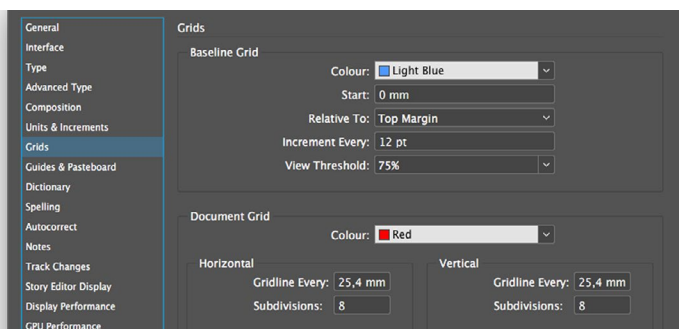 General
Interface
Type
Advanced Type
Composition
Units & Increments
Grids
Guides & Pasteboard
Dictionary
Spelling
Autocorrect
Notes
Track Changes
Story Editor Display
Display Performance
GPU Performance
Grids
Baseline Grid
Colour: Light Blue
Start: 0 mm
Relative To: Top Margin
Increment Every: 12 pt
View Threshold: 75%
Document Grid
Colour: Red
Horizontal
Gridline Every: 25,4 mm
Subdivisions: 8
Vertical
Gridline Every: 25,4 mm
Subdivisions: 8